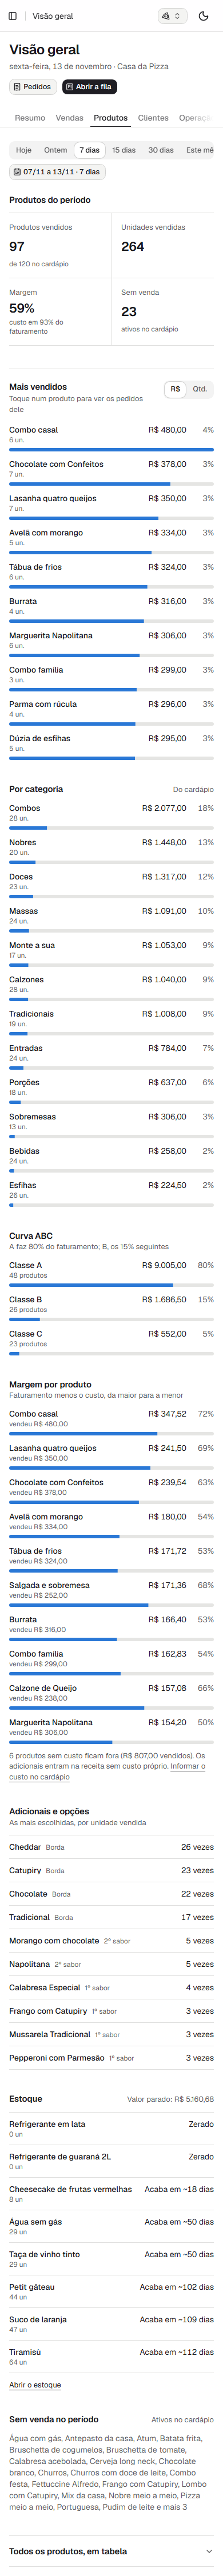 Visão geral
Visão geral
sexta-feira, 13 de novembro · Casa da Pizza
Pedidos Abrir a fila
Resumo Vendas Produtos Clientes Operaçõ
Hoje Ontem 7 dias 15 dias 30 dias Este mê
07/11 a 13/11 · 7 dias
Produtos do período
Produtos vendidos
97
de 120 no cardápio
Unidades vendidas
264
Margem
59%
custo em 93% do
faturamento
Sem venda
23
ativos no cardápio
Mais vendidos
Toque num produto para ver os pedidos
dele
R$ Qtd.
Combo casal R$ 480,00 4%
6 un.
Chocolate com Confeitos R$ 378,00 3%
7 un.
Lasanha quatro queijos R$ 350,00 3%
7 un.
Avelã com morango R$ 334,00 3%
5 un.
Tábua de frios R$ 324,00 3%
6 un.
Burrata R$ 316,00 3%
4 un.
Marguerita Napolitana R$ 306,00 3%
6 un.
Combo família R$ 299,00 3%
3 un.
Parma com rúcula R$ 296,00 3%
4 un.
Dúzia de esfihas R$ 295,00 3%
5 un.
Por categoria Do cardápio
Combos R$ 2.077,00 18%
28 un.
Nobres R$ 1.448,00 13%
20 un.
Doces R$ 1.317,00 12%
23 un.
Massas R$ 1.091,00 10%
24 un.
Monte a sua R$ 1.053,00 9%
17 un.
Calzones R$ 1.040,00 9%
28 un.
Tradicionais R$ 1.008,00 9%
19 un.
Entradas R$ 784,00 7%
24 un.
Porções R$ 637,00 6%
18 un.
Sobremesas R$ 306,00 3%
13 un.
Bebidas R$ 258,00 2%
24 un.
Esfihas R$ 224,50 2%
26 un.
Curva ABC
A faz 80% do faturamento; B, os 15% seguintes
Classe A R$ 9.005,00 80%
48 produtos
Classe B R$ 1.686,50 15%
26 produtos
Classe C R$ 552,00 5%
23 produtos
Margem por produto
Faturamento menos o custo, da maior para a menor
Combo casal R$ 347,52 72%
vendeu R$ 480,00
Lasanha quatro queijos R$ 241,50 69%
vendeu R$ 350,00
Chocolate com Confeitos R$ 239,54 63%
vendeu R$ 378,00
Avelã com morango R$ 180,00 54%
vendeu R$ 334,00
Tábua de frios R$ 171,72 53%
vendeu R$ 324,00
Salgada e sobremesa R$ 171,36 68%
vendeu R$ 252,00
Burrata R$ 166,40 53%
vendeu R$ 316,00
Combo família R$ 162,83 54%
vendeu R$ 299,00
Calzone de Queijo R$ 157,08 66%
vendeu R$ 238,00
Marguerita Napolitana R$ 154,20 50%
vendeu R$ 306,00
6 produtos sem custo ficam fora (R$ 807,00 vendidos). Os
adicionais entram na receita sem custo próprio. Informar o
custo no cardápio
Adicionais e opções
As mais escolhidas, por unidade vendida
Cheddar Borda 26 vezes
Catupiry Borda 23 vezes
Chocolate Borda 22 vezes
Tradicional Borda 17 vezes
Morango com chocolate 2º sabor 5 vezes
Napolitana 2º sabor 5 vezes
Calabresa Especial 1º sabor 4 vezes
Frango com Catupiry 1º sabor 3 vezes
Mussarela Tradicional 1º sabor 3 vezes
Pepperoni com Parmesão 1º sabor 3 vezes
Estoque Valor parado: R$ 5.160,68
Refrigerante em lata Zerado
0 un
Refrigerante de guaraná 2L Zerado
0 un
Cheesecake de frutas vermelhas Acaba em ~18 dias
8 un
Água sem gás Acaba em ~50 dias
29 un
Taça de vinho tinto Acaba em ~50 dias
29 un
Petit gâteau Acaba em ~102 dias
44 un
Suco de laranja Acaba em ~109 dias
47 un
Tiramisù Acaba em ~112 dias
64 un
Abrir o estoque
Sem venda no período Ativos no cardápio
Água com gás, Antepasto da casa, Atum, Batata frita,
Bruschetta de cogumelos, Bruschetta de tomate,
Calabresa acebolada, Cerveja long neck, Chocolate
branco, Churros, Churros com doce de leite, Combo
festa, Fettuccine Alfredo, Frango com Catupiry, Lombo
com Catupiry, Mix da casa, Nobre meio a meio, Pizza
meio a meio, Portuguesa, Pudim de leite e mais 3
Todos os produtos, em tabela